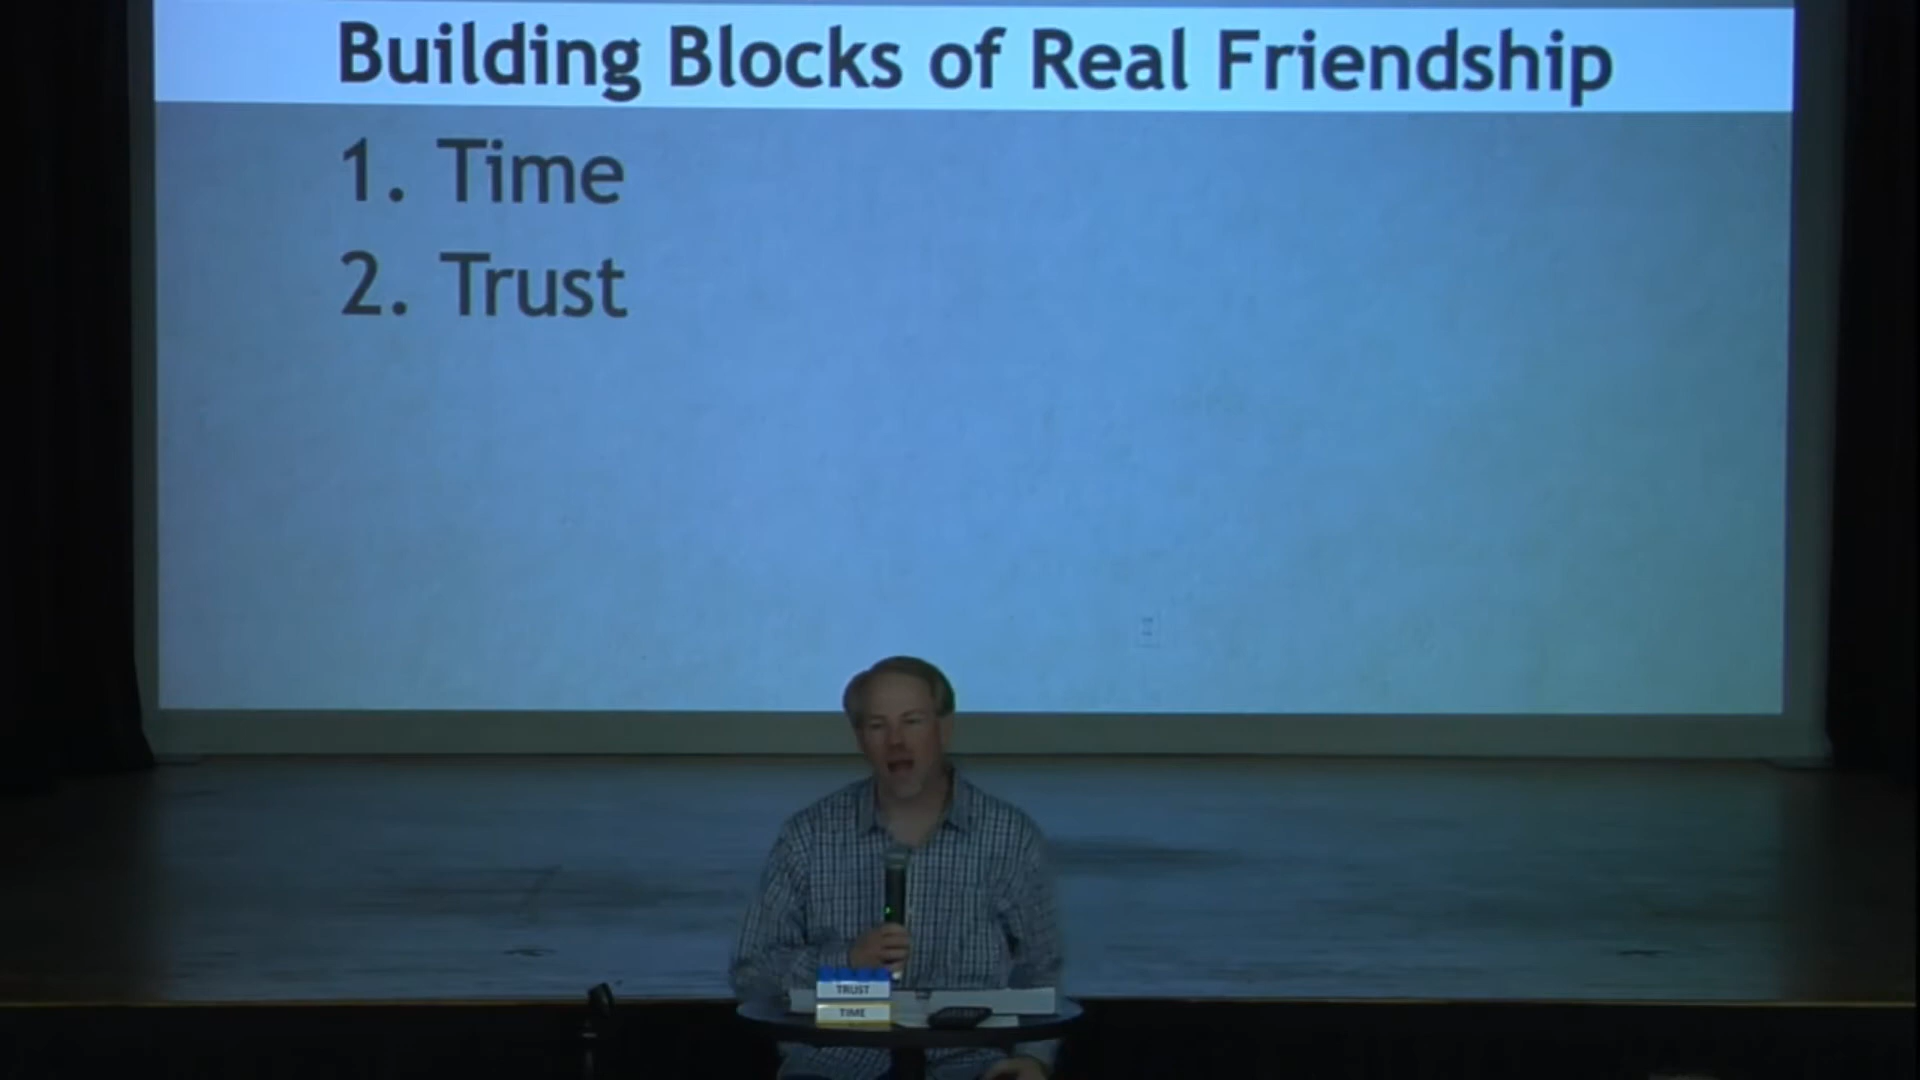 Building Blocks of Real Friendship
1. Time
2. Trust
TRUST
TIME